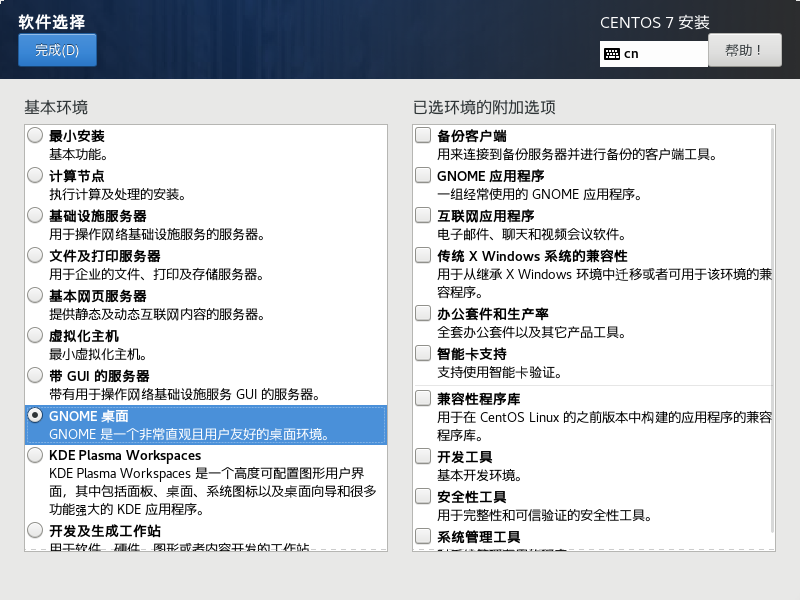 软件选择
完成(D)
CENTOS 7 安装
cn
帮助！
基本环境
最小安装
基本功能。
计算节点
执行计算及处理的安装。
基础设施服务器
用于操作网络基础设施服务的服务器。
文件及打印服务器
用于企业的文件、打印及存储服务器。
基本网页服务器
提供静态及动态互联网内容的服务器。
虚拟化主机
最小虚拟化主机。
带 GUI 的服务器
带有用于操作网络基础设施服务 GUI 的服务器。
GNOME 桌面
GNOME 是一个非常直观且用户友好的桌面环境。
KDE Plasma Workspaces
KDE Plasma Workspaces 是一个高度可配置图形用户界
面，其中包括面板、桌面、系统图标以及桌面向导和很多
功能强大的 KDE 应用程序。
开发及生成工作站
用于软件、硬件、图形或者内容开发的工作站
已选环境的附加选项
备份客户端
用来连接到备份服务器并进行备份的客户端工具。
GNOME 应用程序
一组经常使用的 GNOME 应用程序。
互联网应用程序
电子邮件、聊天和视频会议软件。
传统 X Windows 系统的兼容性
用于从继承 X Windows 环境中迁移或者可用于该环境的兼
容程序。
办公套件和生产率
全套办公套件以及其它产品工具。
智能卡支持
支持使用智能卡验证。
兼容性程序库
用于在 CentOS Linux 的之前版本中构建的应用程序的兼容
程序库。
开发工具
基本开发环境。
安全性工具
用于完整性和可信验证的安全性工具。
系统管理工具